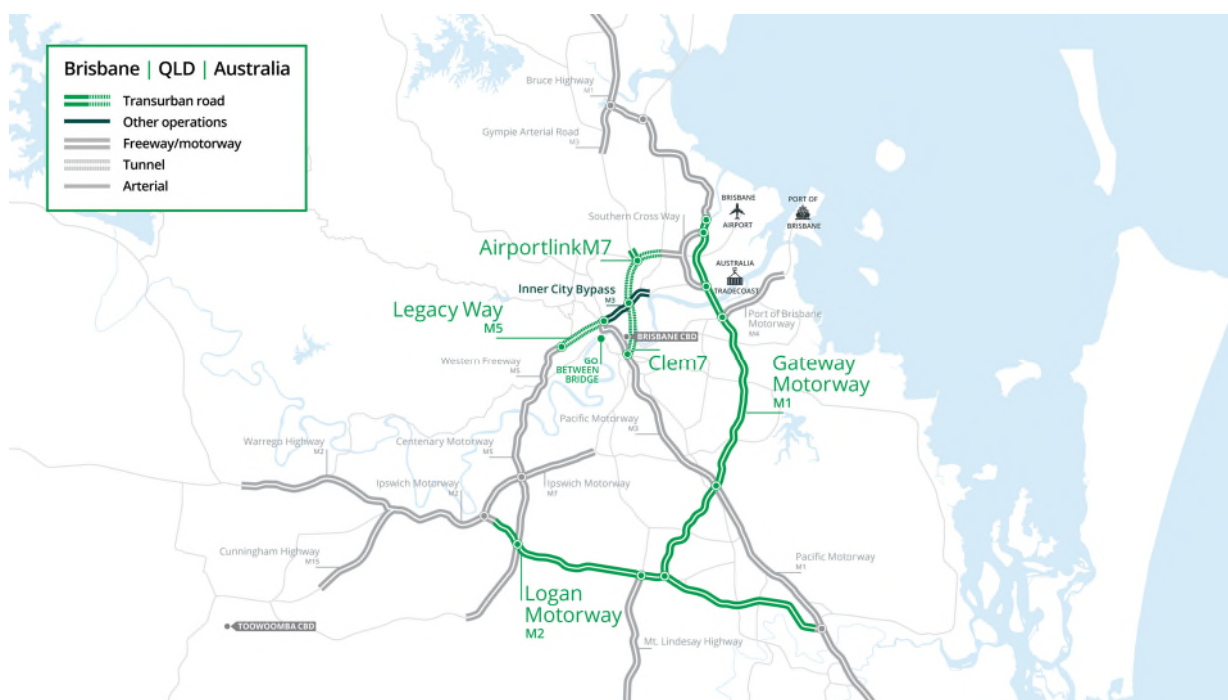 Brisbane | QLD | Australia
Transurban road
Other operations
Freeway/motorway
Tunnel
Arterial
Bruce Highway
M1
Gympie Arterial Road
M3
Southern Cross Way
BRISBANE
AIRPORT
PORT OF
BRISBANE
AirportlinkM7
AUSTRALIA
TRADECOAST
Inner City Bypass
M3
Legacy Way
M5
Port of Brisbane
Motorway
M4
BRISBANE CBD
Western Freeway
M5
GO
BETWEEN
BRIDGE
Clem7
Gateway
Motorway
M1
Pacific Motorway
M3
Warrego Highway
M2
Centenary Motorway
M5
Ipswich Motorway
M2
Ipswich Motorway
M7
Cunningham Highway
M15
Pacific Motorway
M1
Logan
Motorway
M2
TOOWOOMBA CBD
Mt. Lindesay Highway